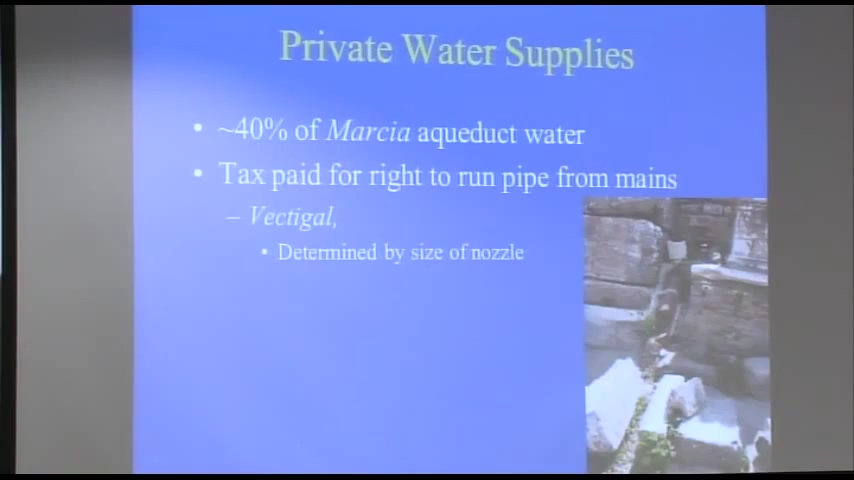 Private Water Supplies
• ~40% of Marcia aqueduct water
• Tax paid for right to run pipe from mains
– Vectigal,
• Determined by size of nozzle